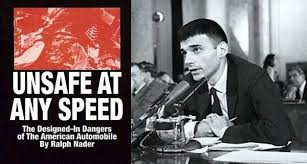 UNSAFE AT
ANY SPEED
The Designed-In Dangers
of The American Automobile
By Ralph Nader